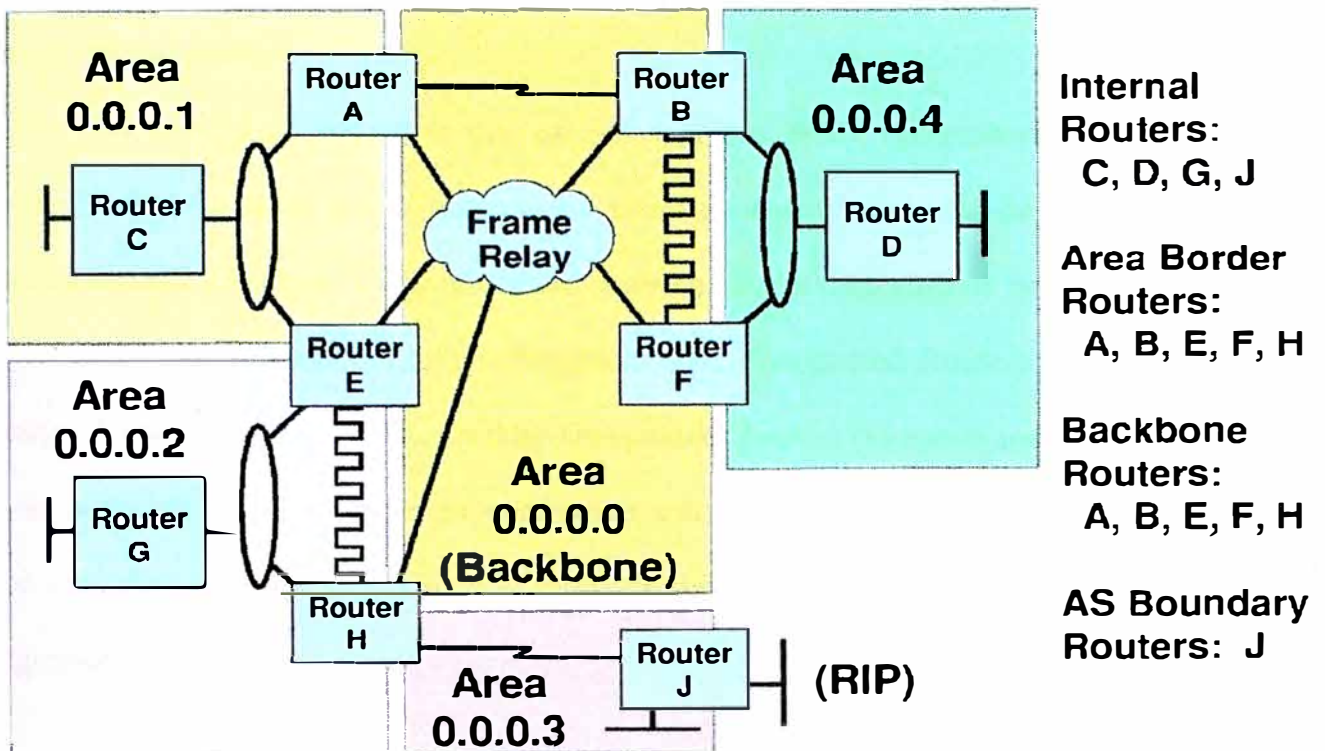 Area
0.0.0.1
Router
A
Router
B
Area
0.0.0.4
Router
C
Frame
Relay
Router
D
Router
E
Router
F
Area
0.0.0.2
Router
G
Area
0.0.0.0
(Backbone)
Router
H
Area
0.0.0.3
Router
J
(RIP)
Internal
Routers:
C, D, G, J
Area Border
Routers:
A, B, E, F, H
Backbone
Routers:
A, B, E, F, H
AS Boundary
Routers: J